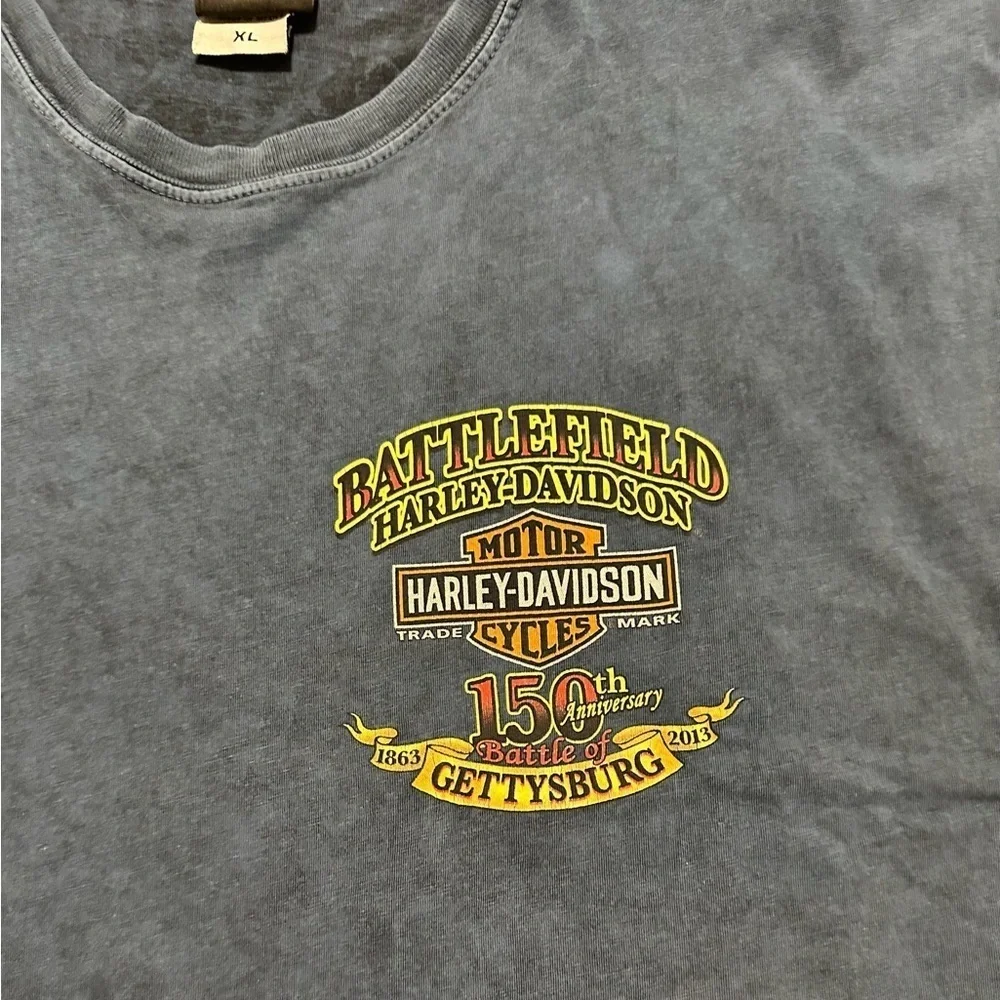 XL
BATTLEFIELD
HARLEY-DAVIDSON
MOTOR
HARLEY-DAVIDSON
TRADE MARK
CYCLES
150th
Anniversary
1863 Battle of 2013
GETTYSBURG